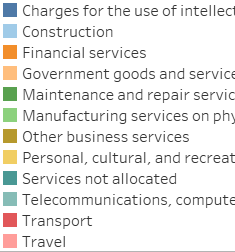 Charges for the use of intellect
Construction
Financial services
Government goods and service
Maintenance and repair servic
Manufacturing services on phy
Other business services
Personal, cultural, and recreat
Services not allocated
Telecommunications, compute
Transport
Travel